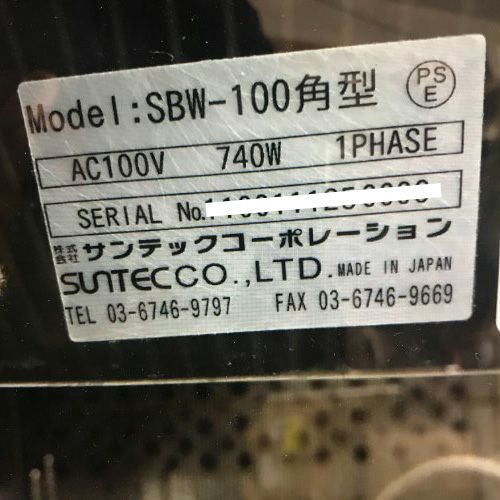 Model:SBW-100角型
PSE
AC100V 740W 1PHASE
SERIAL No.
株式会社 サンテックコーポレーション
SUNTECCO.,LTD. MADE IN JAPAN
TEL 03-6746-9797 FAX 03-6746-9669